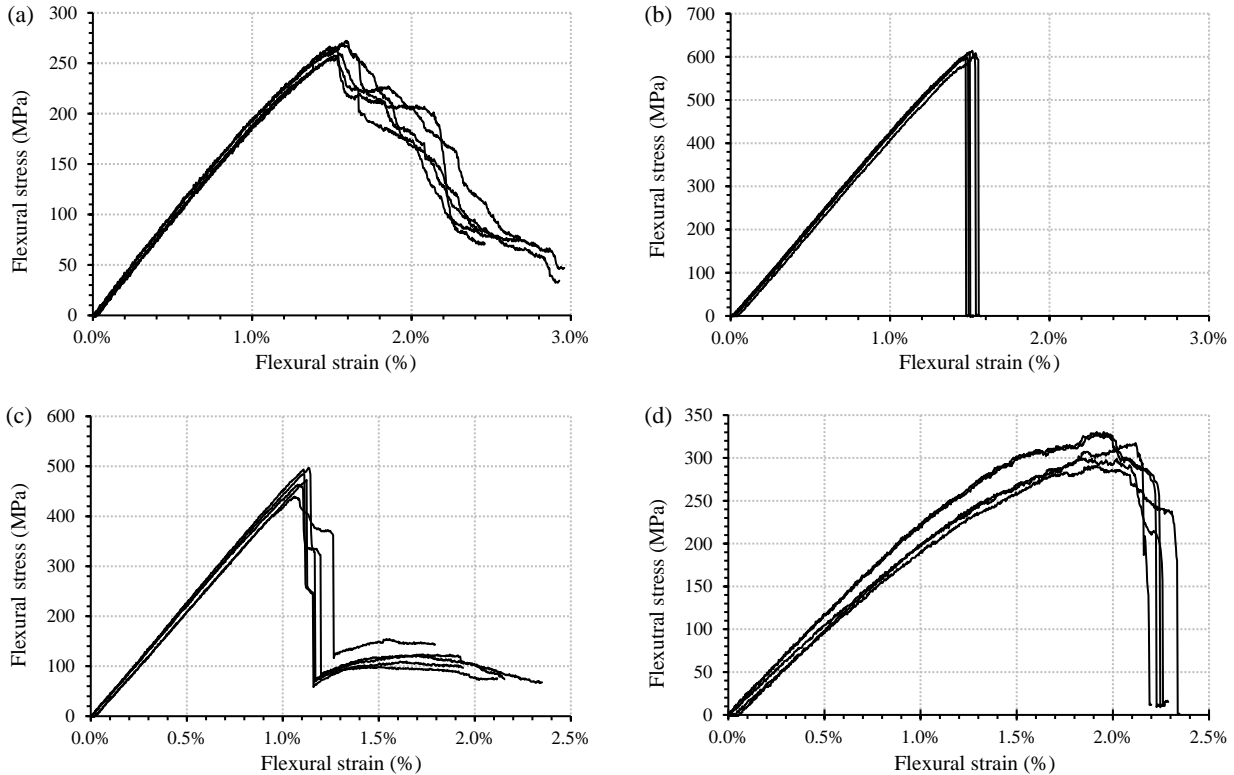 (a)
300
250
200
150
100
50
0
Flexural stress (MPa)
0.0% 1.0% 2.0% 3.0%
Flexural strain (%)
(b)
700
600
500
400
300
200
100
0
Flexural stress (MPa)
0.0% 1.0% 2.0% 3.0%
Flexural strain (%)
(c)
600
500
400
300
200
100
0
Flexural stress (MPa)
0.0% 0.5% 1.0% 1.5% 2.0% 2.5%
Flexural strain (%)
(d)
350
300
250
200
150
100
50
0
Flexutral stress (MPa)
0.0% 0.5% 1.0% 1.5% 2.0% 2.5%
Flexural strain (%)